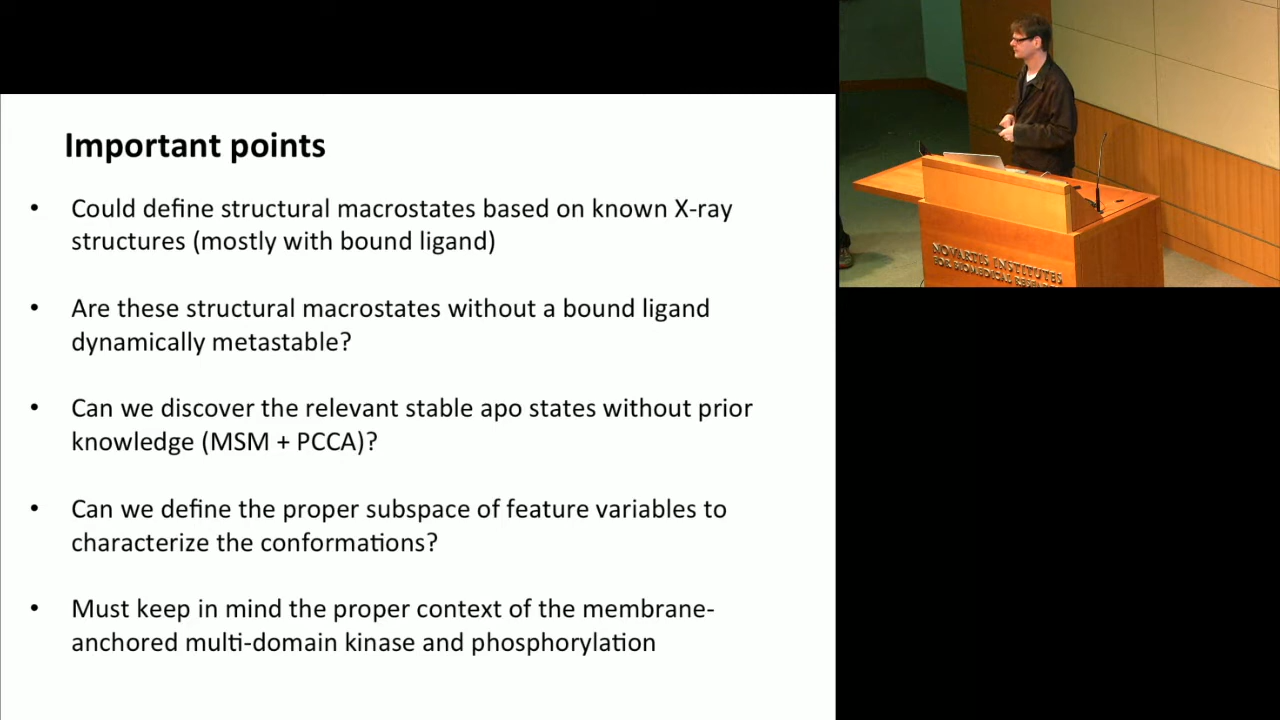 Important points
• Could define structural macrostates based on known X-ray
structures (mostly with bound ligand)
• Are these structural macrostates without a bound ligand
dynamically metastable?
• Can we discover the relevant stable apo states without prior
knowledge (MSM + PCCA)?
• Can we define the proper subspace of feature variables to
characterize the conformations?
• Must keep in mind the proper context of the membrane-
anchored multi-domain kinase and phosphorylation
NOVARTIS INSTITUTES
FOR BIOMEDICAL RESEARCH